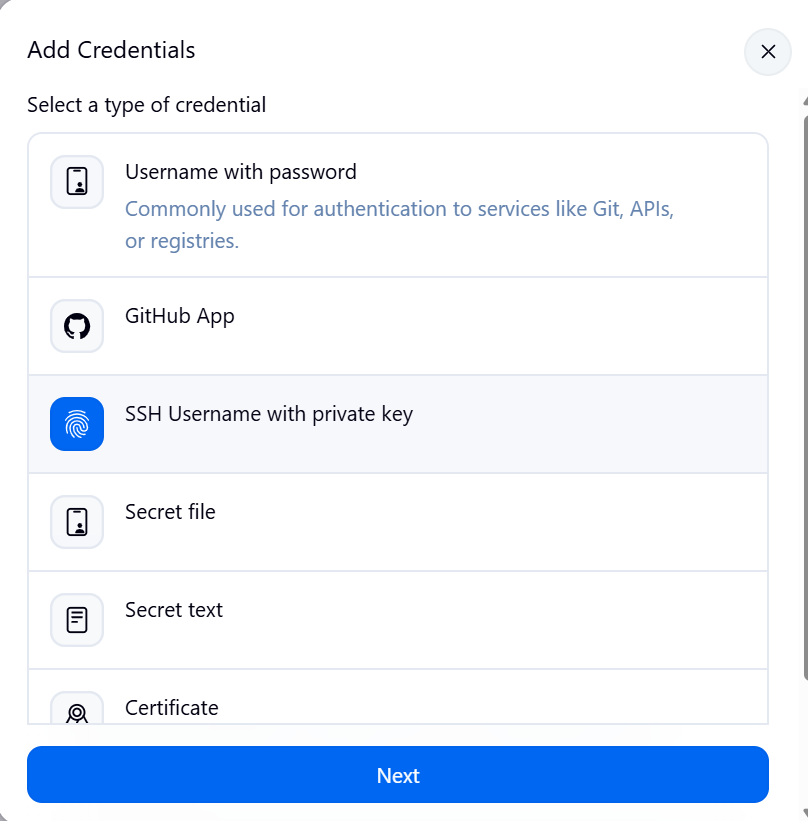 Add Credentials
Select a type of credential
Username with password
Commonly used for authentication to services like Git, APIs,
or registries.
GitHub App
SSH Username with private key
Secret file
Secret text
Certificate
Next